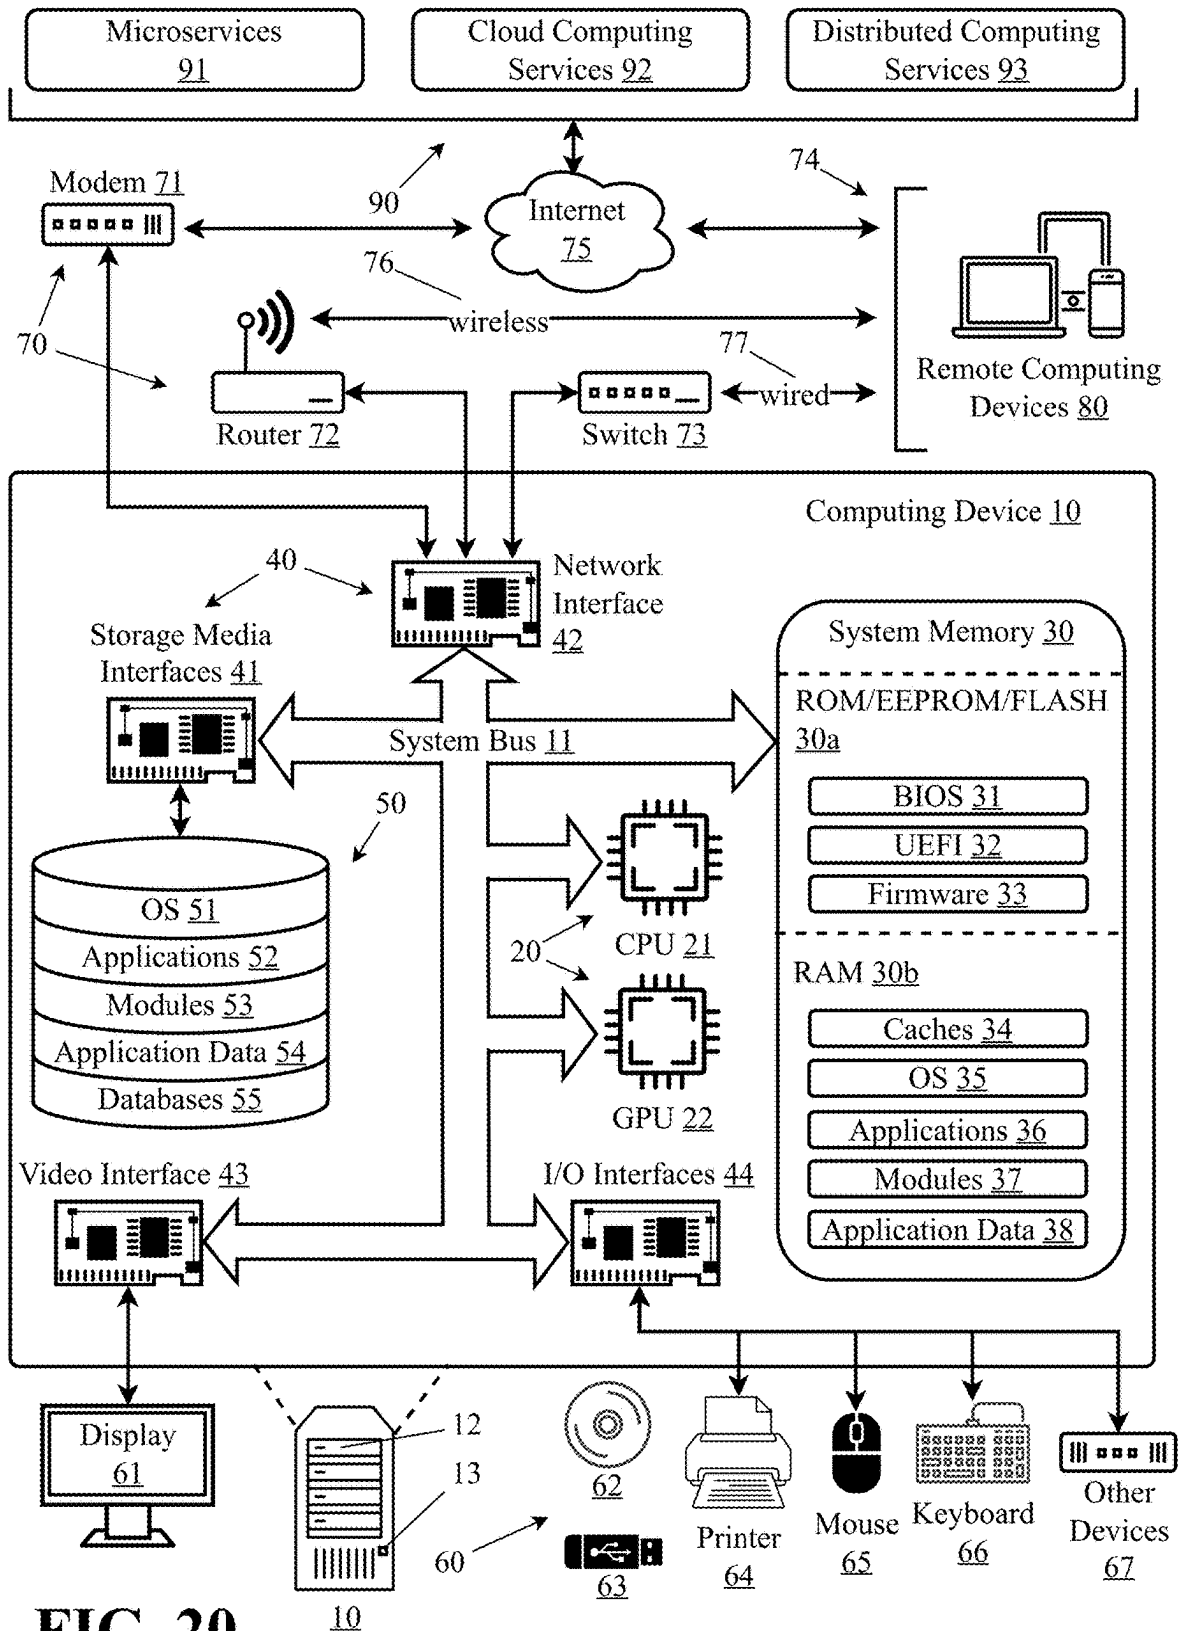 Microservices
91
Cloud Computing
Services 92
Distributed Computing
Services 93
74
Modem 71
90
Internet
75
76
wireless
70
77
wired
Remote Computing
Devices 80
Router 72
Switch 73
Computing Device 10
40
Network
Interface
42
Storage Media
Interfaces 41
System Memory 30
ROM/EEPROM/FLASH
30a
System Bus 11
BIOS 31
UEFI 32
Firmware 33
50
OS 51
Applications 52
Modules 53
Application Data 54
Databases 55
20
CPU 21
GPU 22
RAM 30b
Caches 34
OS 35
Applications 36
Modules 37
Application Data 38
Video Interface 43
I/O Interfaces 44
Display
61
12
13
10
60
62
63
Printer
64
Mouse
65
Keyboard
66
Other
Devices
67
FIG. 20